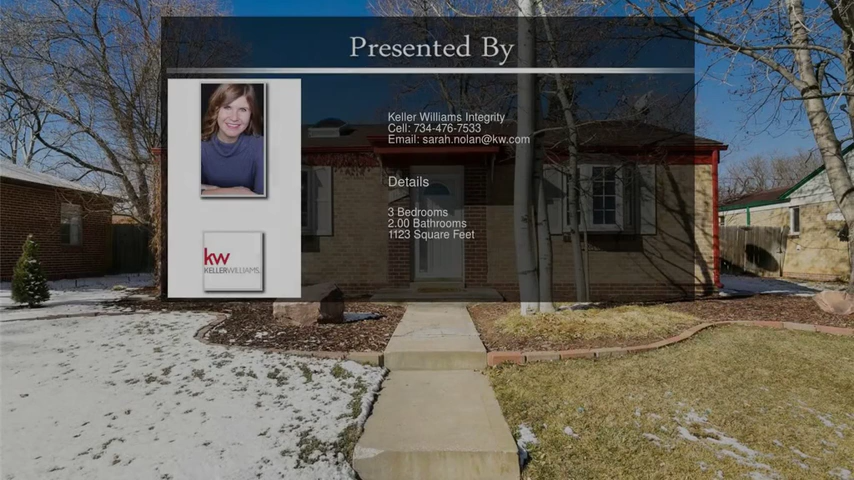 Presented By
Keller Williams Integrity
Cell: 734-476-7533
Email: sarah.nolan@kw.com
Details
3 Bedrooms
2.00 Bathrooms
1123 Square Feet
kw
KELLERWILLIAMS.